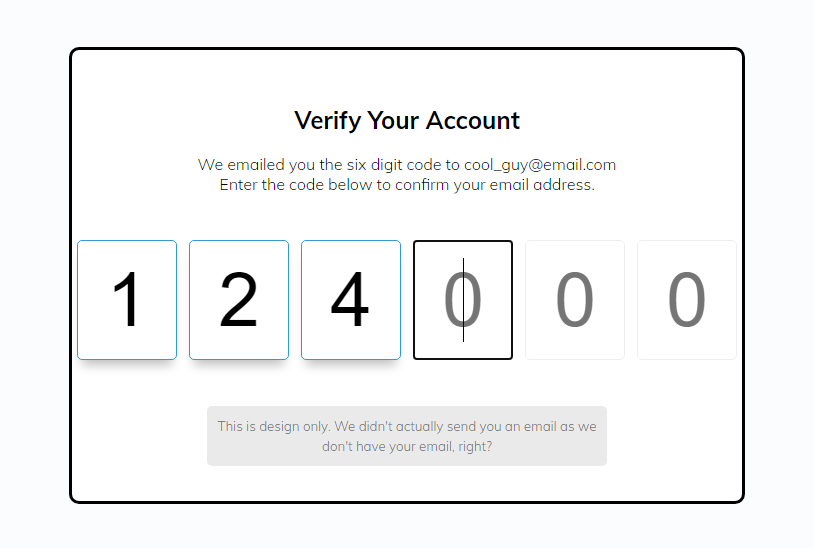 Verify Your Account
We emailed you the six digit code to cool_guy@email.com
Enter the code below to confirm your email address.
1 2 4 0 0 0
This is design only. We didn't actually send you an email as we
don't have your email, right?